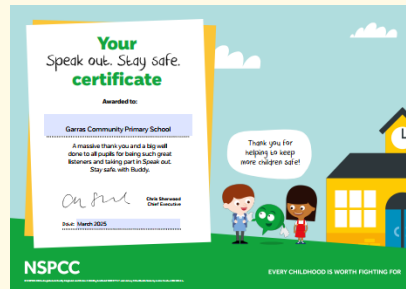 Your
Speak out. Stay safe.
certificate
Awarded to:
Garras Community Primary School
A massive thank you and a big well
done to all pupils for being such great
listeners and taking part in Speak out.
Stay safe. with Buddy.
Chris Sherwood
Chief Executive
Date: March 2025
Thank you for
helping to keep
more children safe!
L
C
NSPCC
EVERY CHILDHOOD IS WORTH FIGHTING FOR